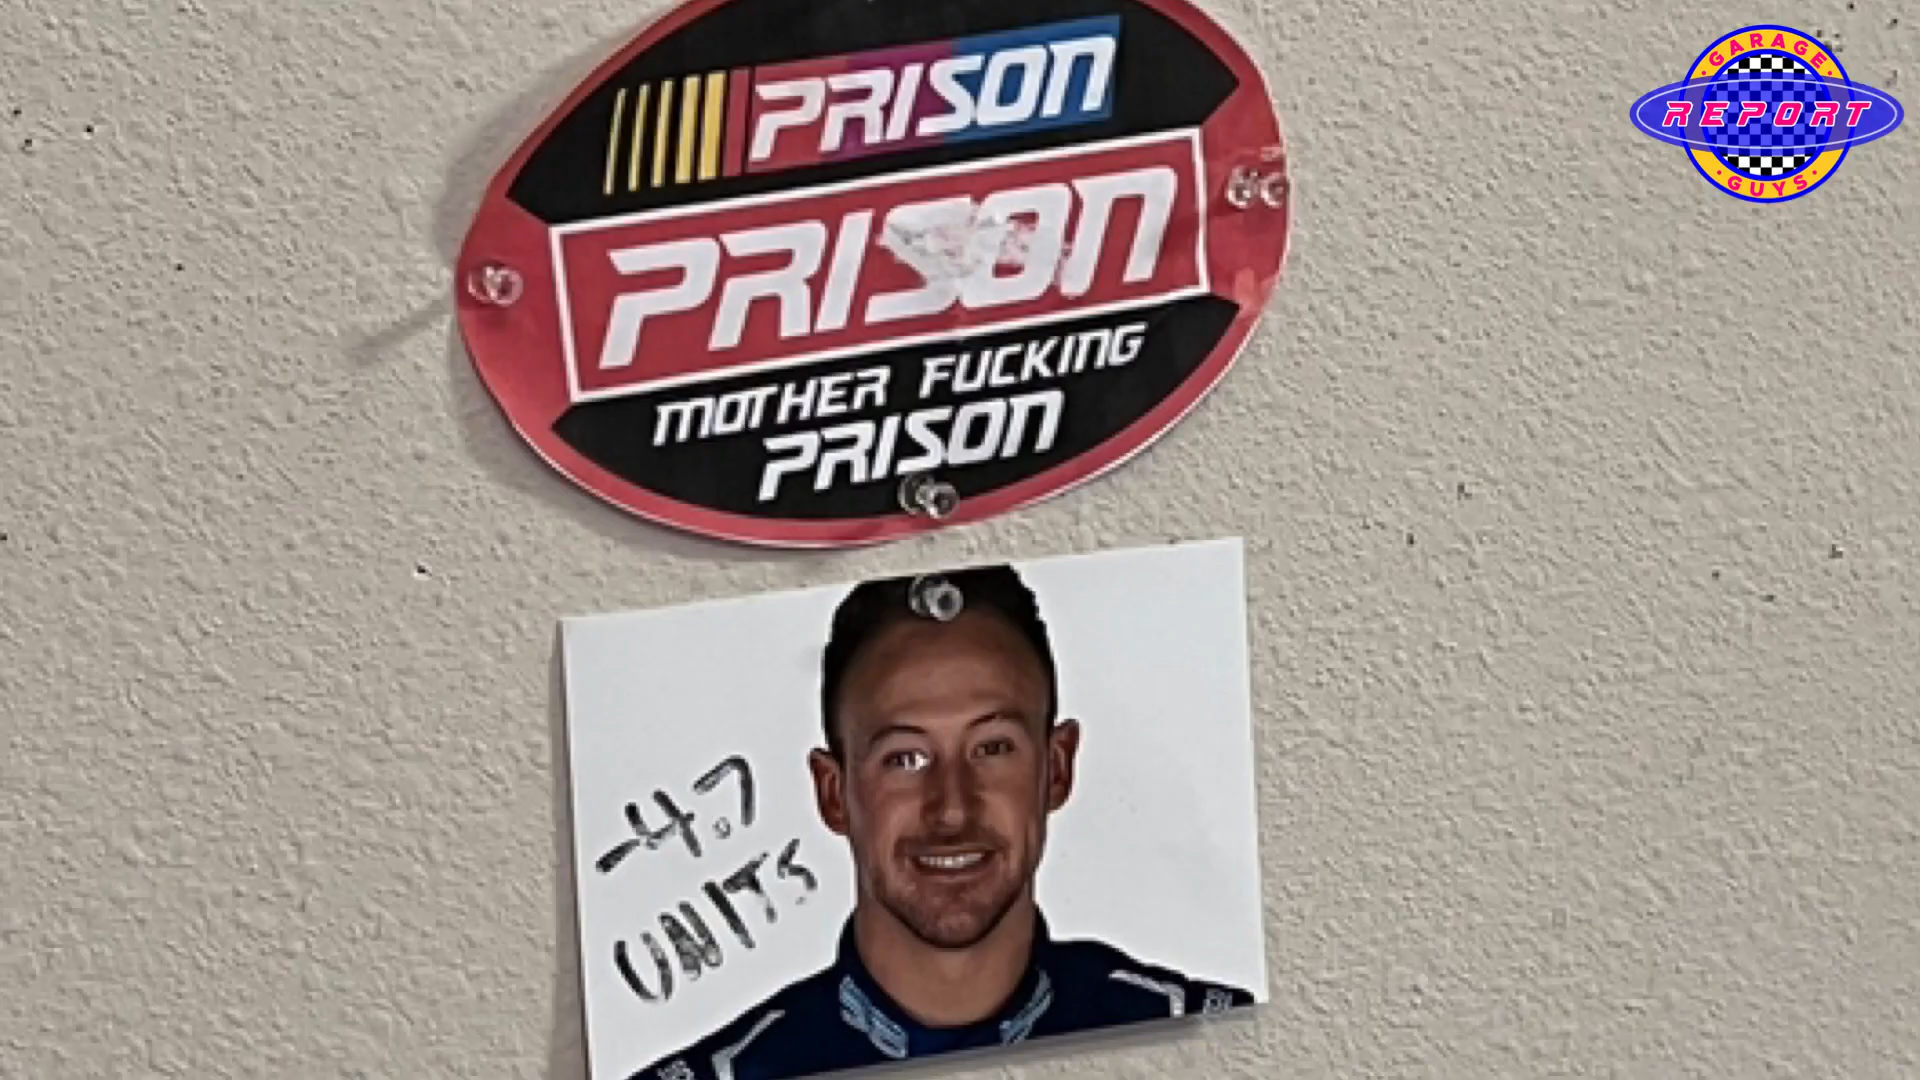 PRISON
PRISON
MOTHER FUCKING
PRISON
-4.7
UNITS
GARAGE
REPORT
GUYS